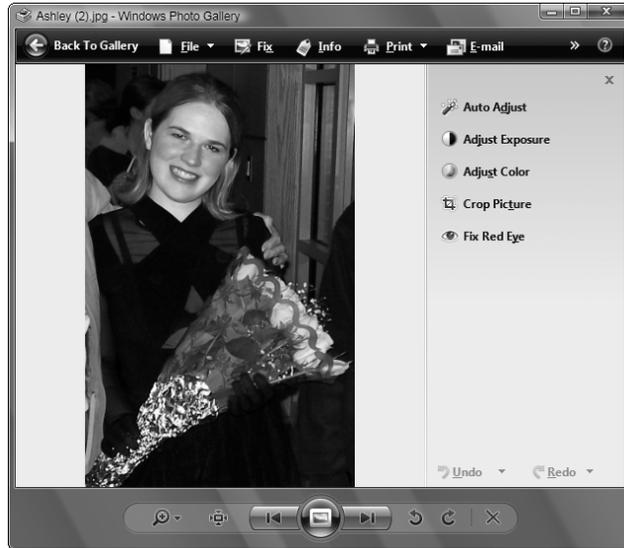 Ashley (2).jpg - Windows Photo Gallery
Back To Gallery File Fix Info Print E-mail »
Auto Adjust
Adjust Exposure
Adjust Color
Crop Picture
Fix Red Eye
Undo Redo